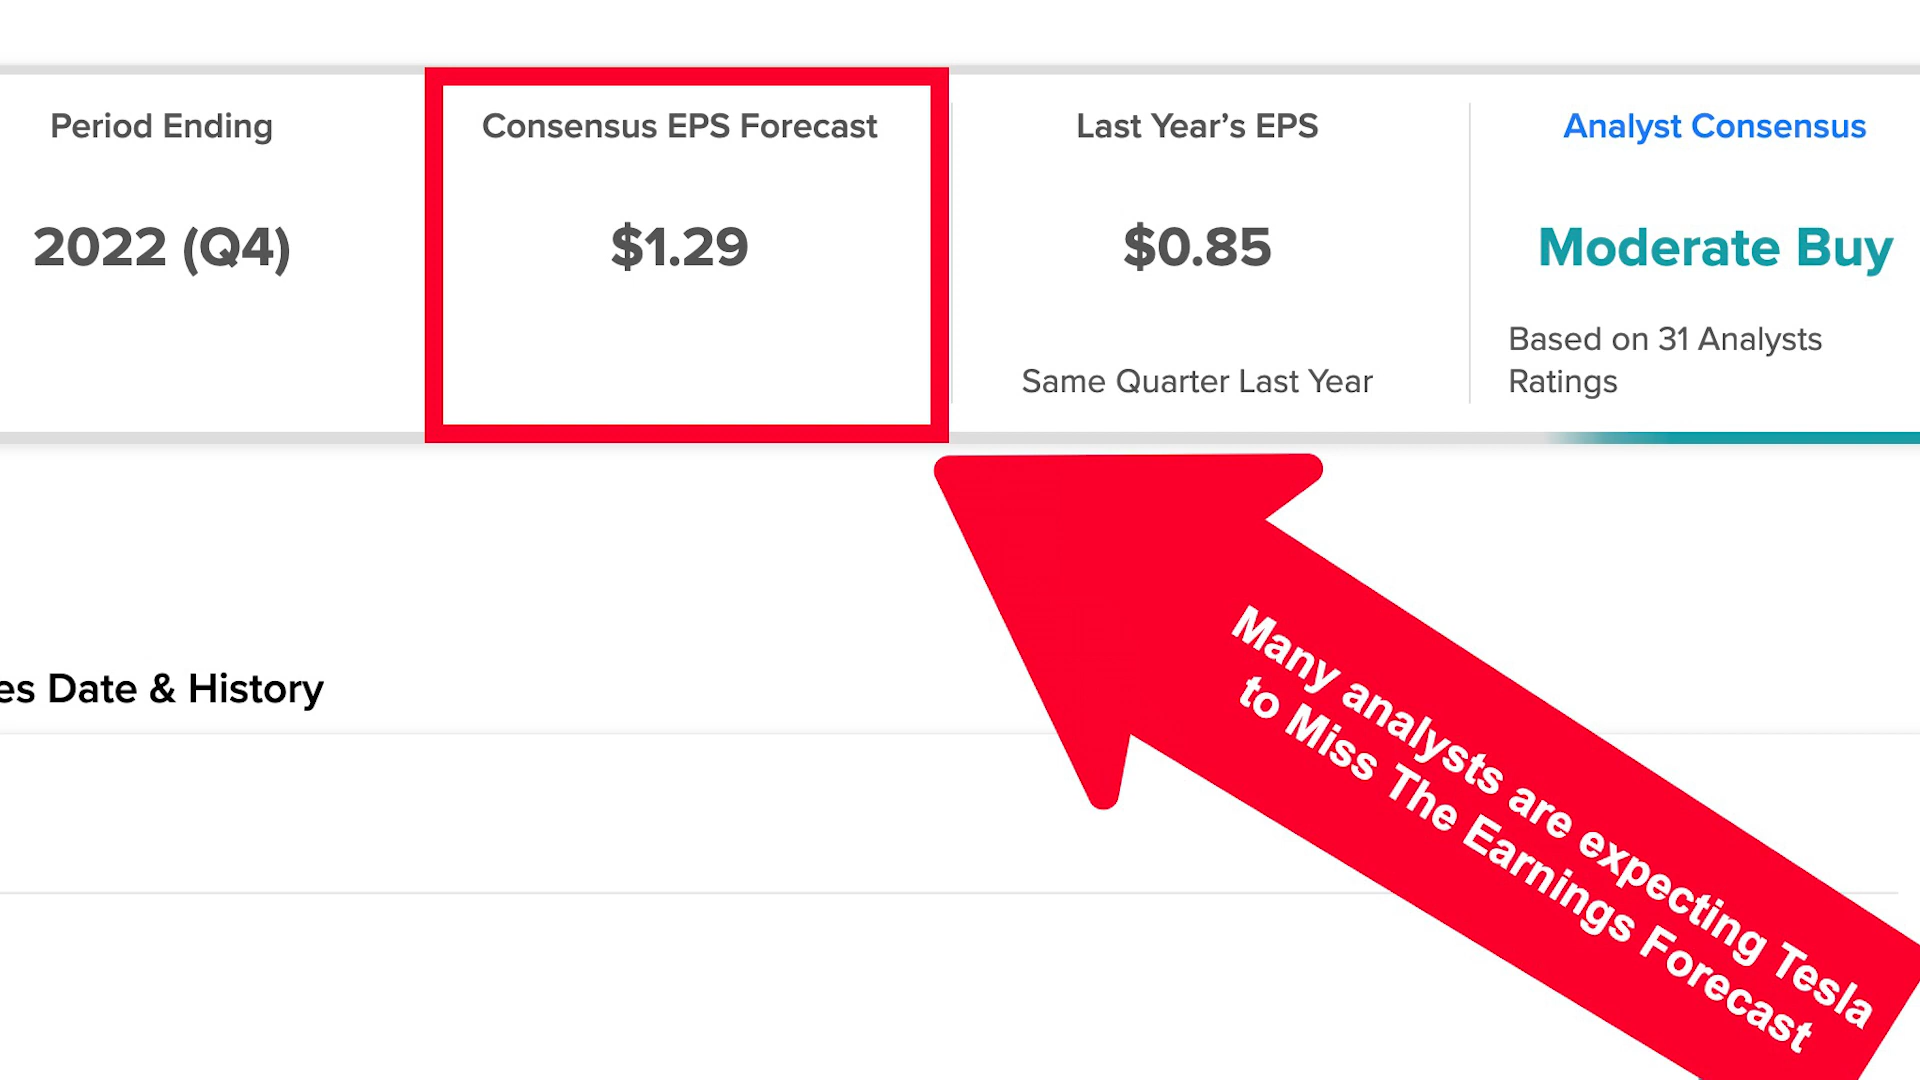 Period Ending
Consensus EPS Forecast
Last Year’s EPS
Analyst Consensus
2022 (Q4)
$1.29
$0.85
Moderate Buy
Same Quarter Last Year
Based on 31 Analysts
Ratings
es Date & History
Many analysts are expecting Tesla
to Miss The Earnings Forecast